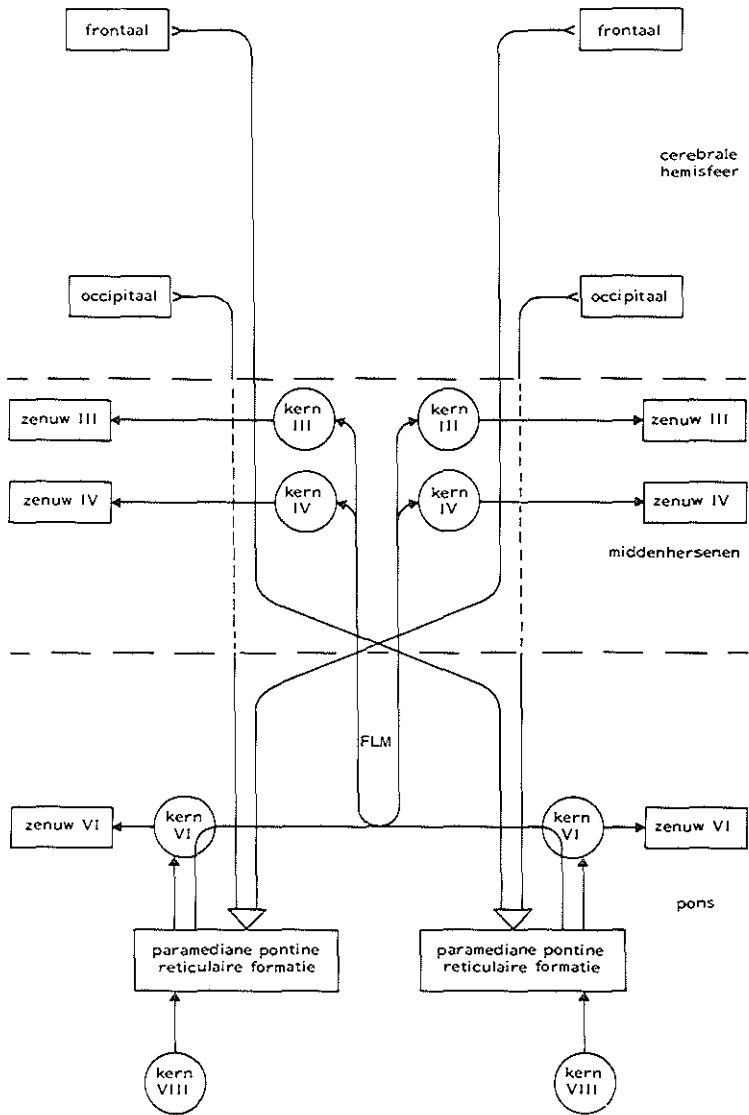 frontaal
frontaal
cerebrale
hemisfeer
occipitaal
occipitaal
zenuw III
kern
III
kern
III
zenuw III
zenuw IV
kern
IV
kern
IV
zenuw IV
middenhersenen
FLM
zenuw VI
kern
VI
kern
VI
zenuw VI
pons
paramediane pontine
reticulaire formatie
paramediane pontine
reticulaire formatie
kern
VIII
kern
VIII